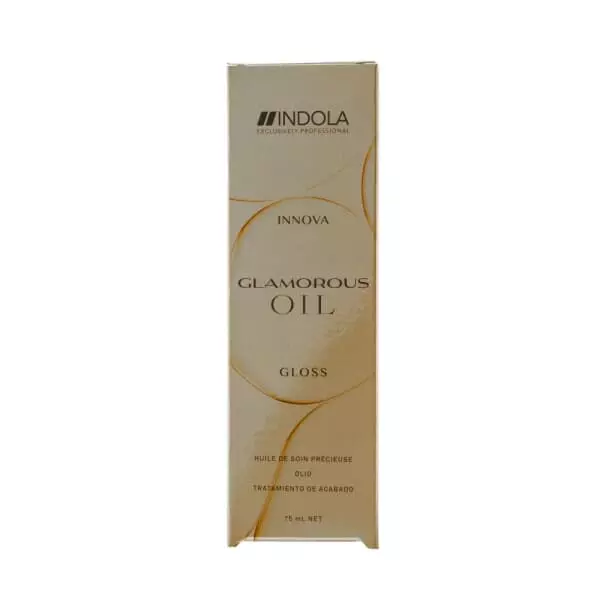 INDOLA
EXCLUSIVELY PROFESSIONAL
INNOVA
GLAMOROUS
OIL
GLOSS
HUILE DE SOIN PRÉCIEUSE
OLIO
TRATAMIENTO DE ACABADO
75 mL NET